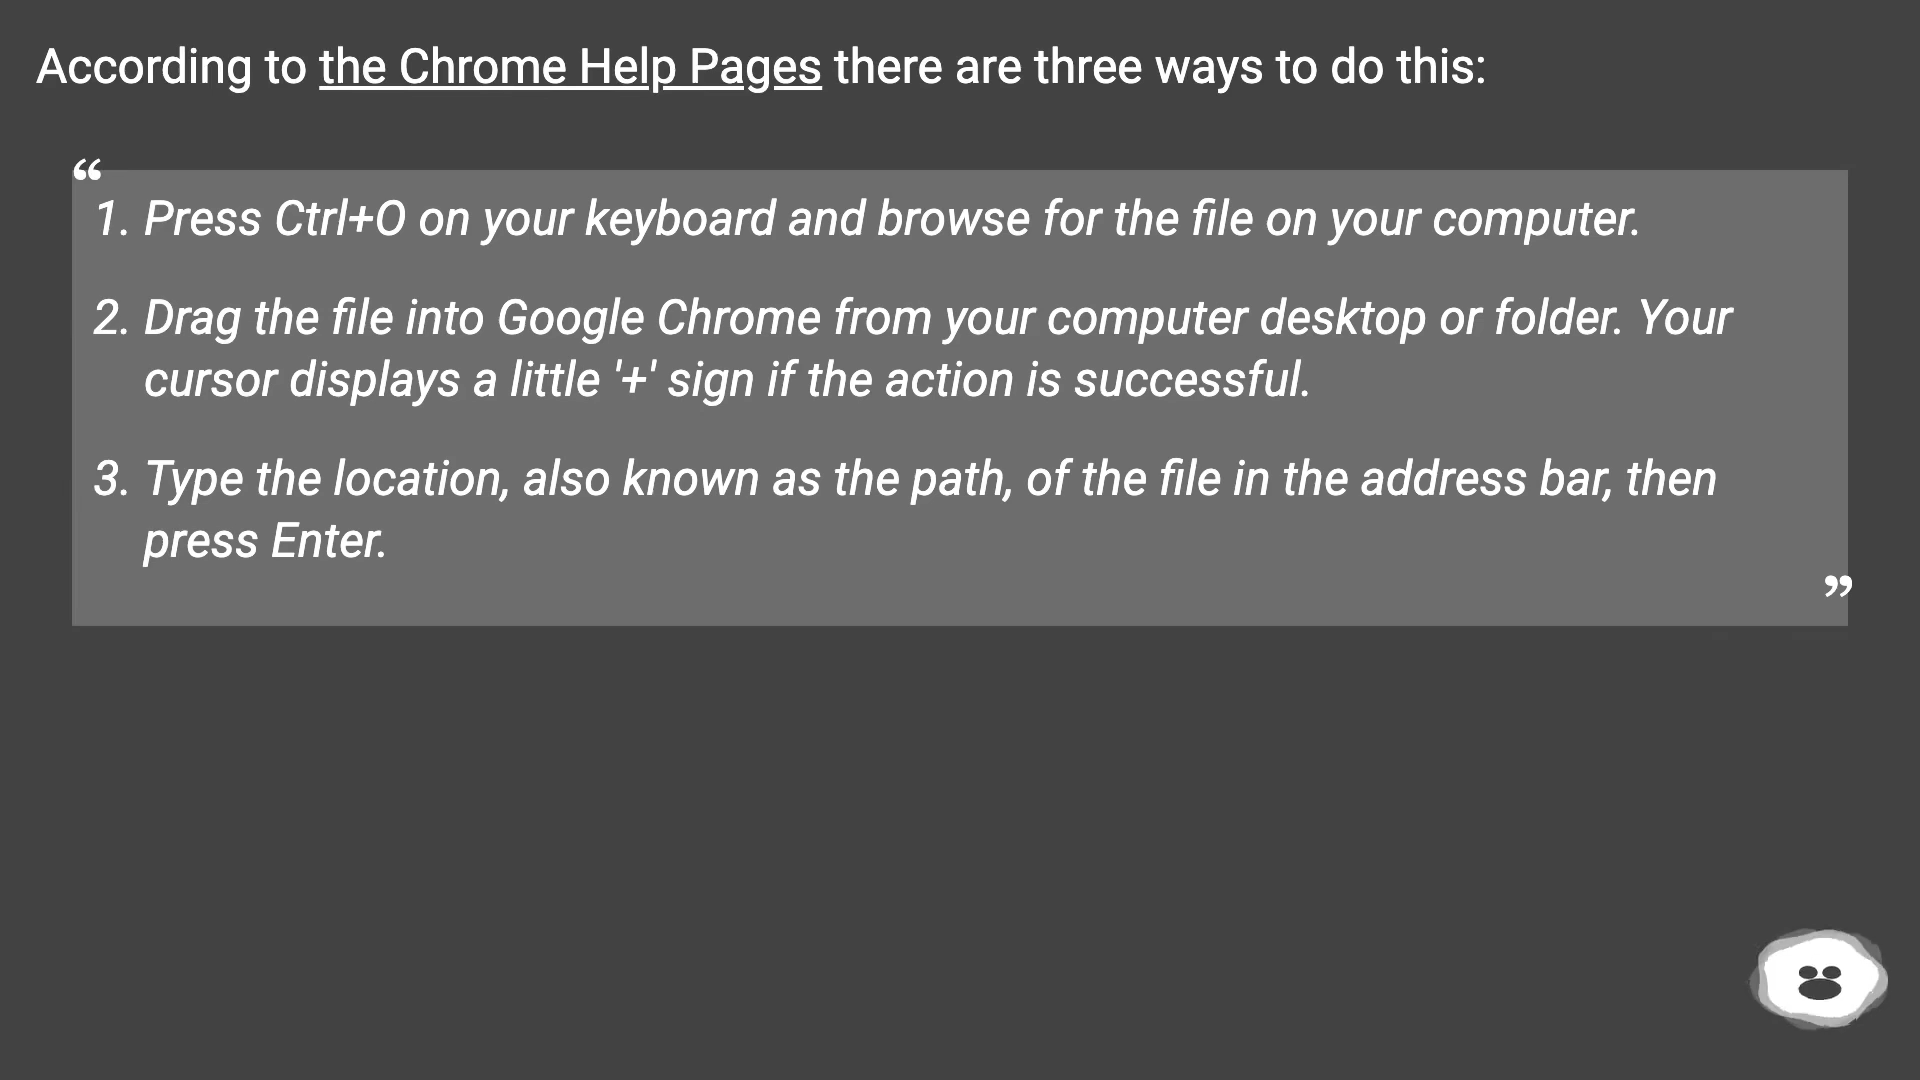 According to the Chrome Help Pages there are three ways to do this:
“
1. Press Ctrl+O on your keyboard and browse for the file on your computer.
2. Drag the file into Google Chrome from your computer desktop or folder. Your
cursor displays a little '+' sign if the action is successful.
3. Type the location, also known as the path, of the file in the address bar, then
press Enter.
”